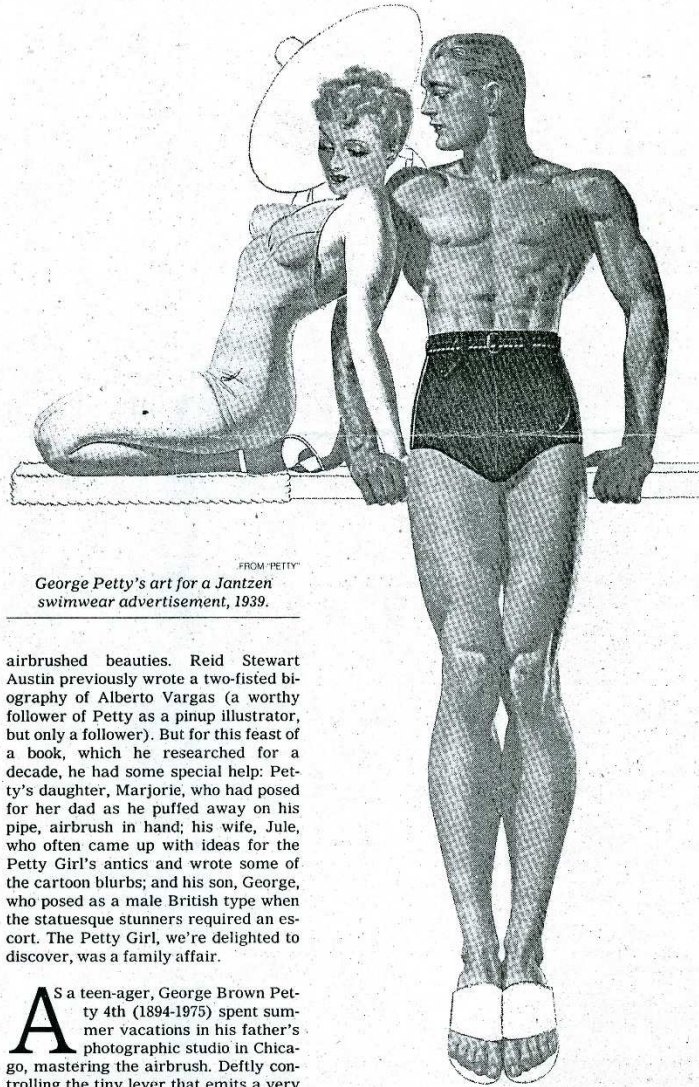 FROM "PETTY"
George Petty's art for a Jantzen
swimwear advertisement, 1939.
airbrushed beauties. Reid Stewart
Austin previously wrote a two-fisted bi-
ography of Alberto Vargas (a worthy
follower of Petty as a pinup illustrator,
but only a follower). But for this feast of
a book, which he researched for a
decade, he had some special help: Pet-
ty's daughter, Marjorie, who had posed
for her dad as he puffed away on his
pipe, airbrush in hand; his wife, Jule,
who often came up with ideas for the
Petty Girl's antics and wrote some of
the cartoon blurbs; and his son, George,
who posed as a male British type when
the statuesque stunners required an es-
cort. The Petty Girl, we're delighted to
discover, was a family affair.
AS a teen-ager, George Brown Pet-
ty 4th (1894-1975) spent sum-
mer vacations in his father's
photographic studio in Chica-
go, mastering the airbrush. Deftly con-
trolling the tiny lever that emits a very